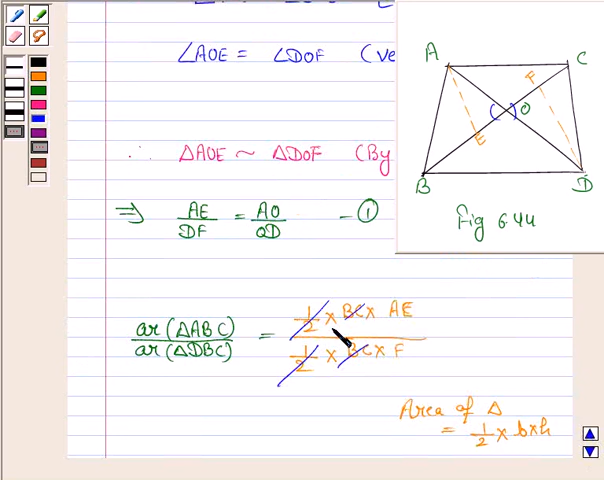 ∠AOE = ∠DOF (ver
∴ △AOE ~ △DOF (By
⇒ AE/DF = AO/OD - ①
ar(△ABC)/ar(△DBC) = 1/2 × BC × AE / 1/2 × BC × F
Area of △
= 1/2 × b×h
A
C
F
O
E
B
D
Fig 6.44